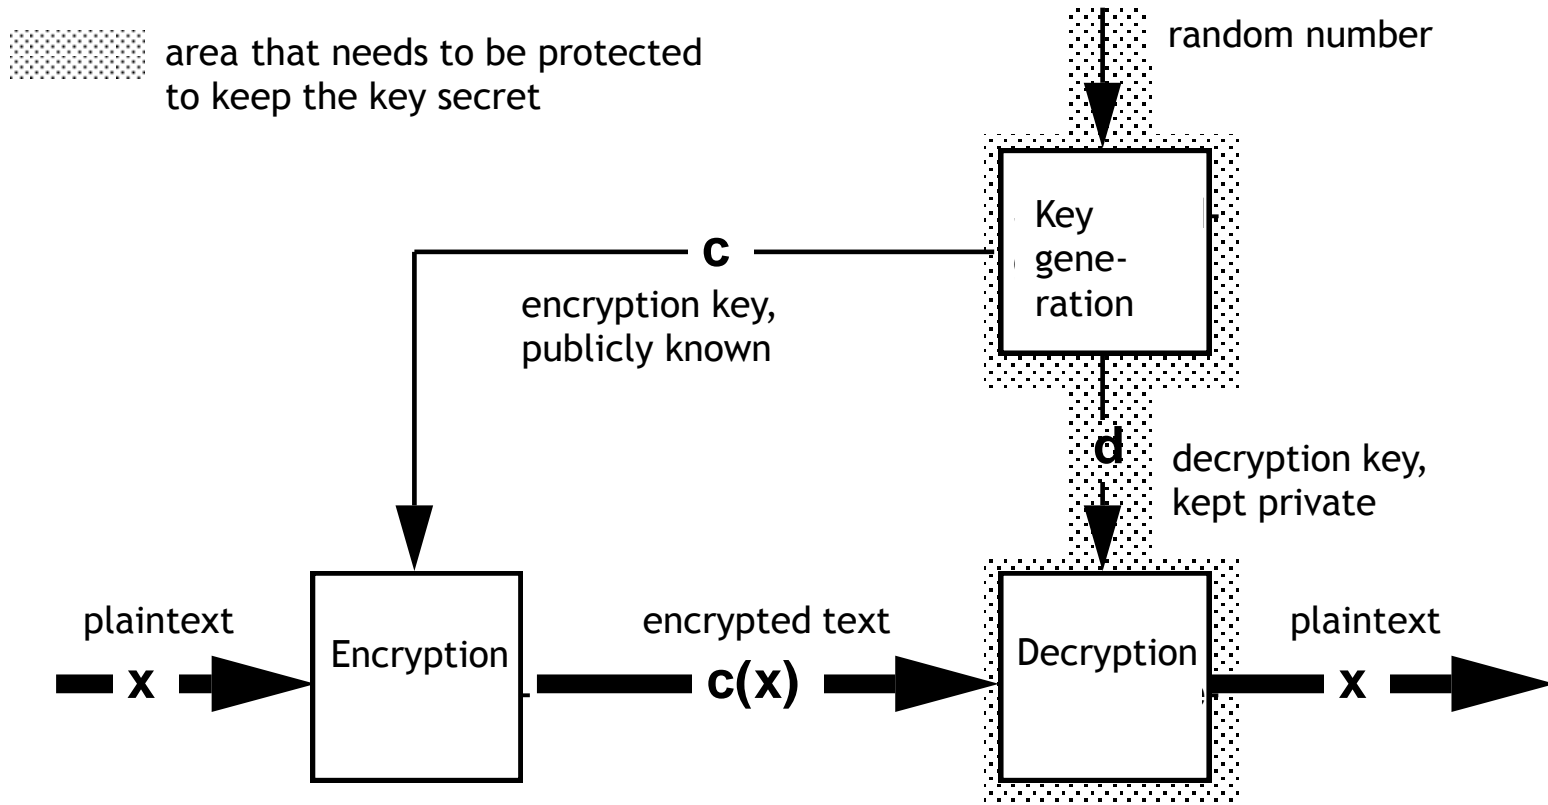 area that needs to be protected
to keep the key secret
random number
Key
gene-
ration
c
encryption key,
publicly known
d
decryption key,
kept private
plaintext
x
Encryption
encrypted text
c(x)
Decryption
plaintext
x